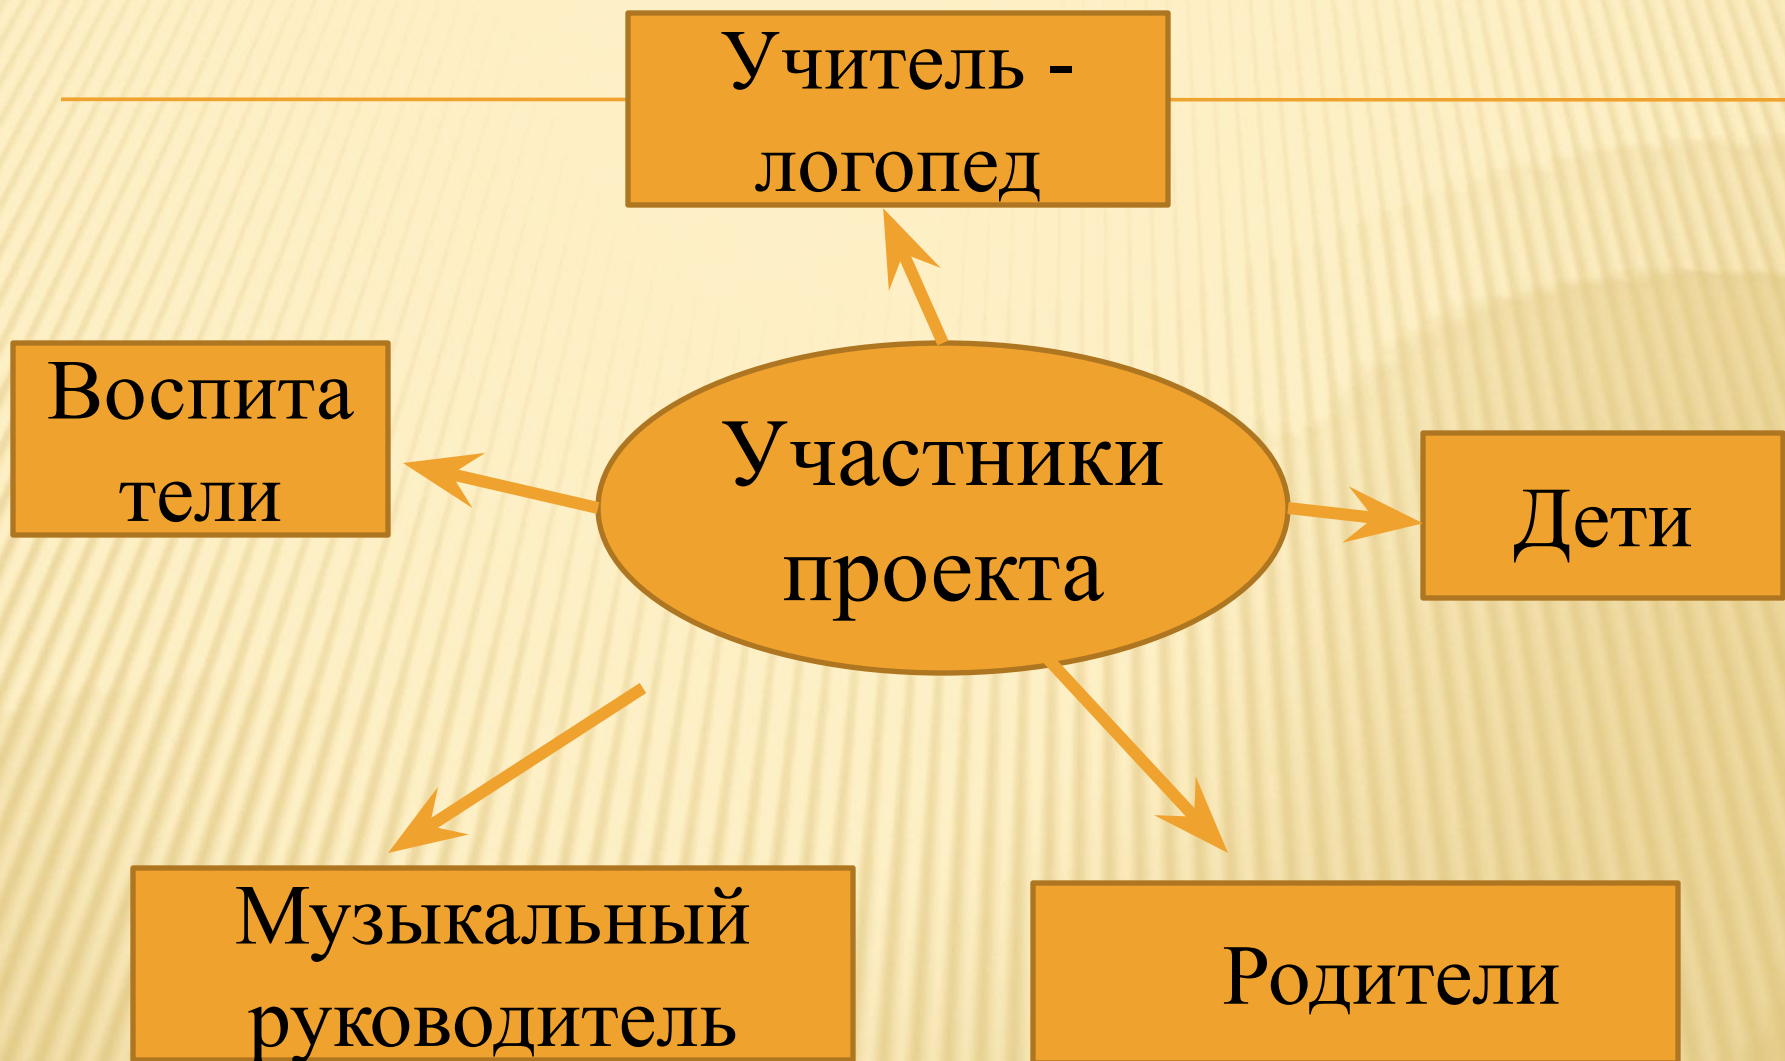 Учитель -
логопед
Воспита
тели
Участники
проекта
Дети
Музыкальный
руководитель
Родители